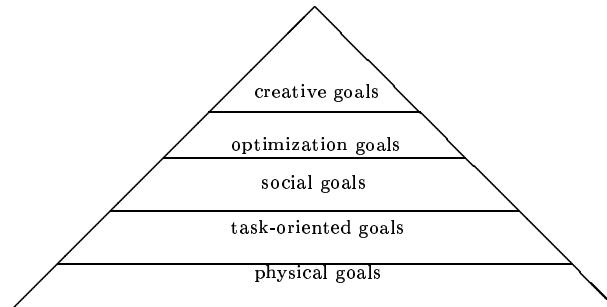 creative goals
optimization goals
social goals
task-oriented goals
physical goals